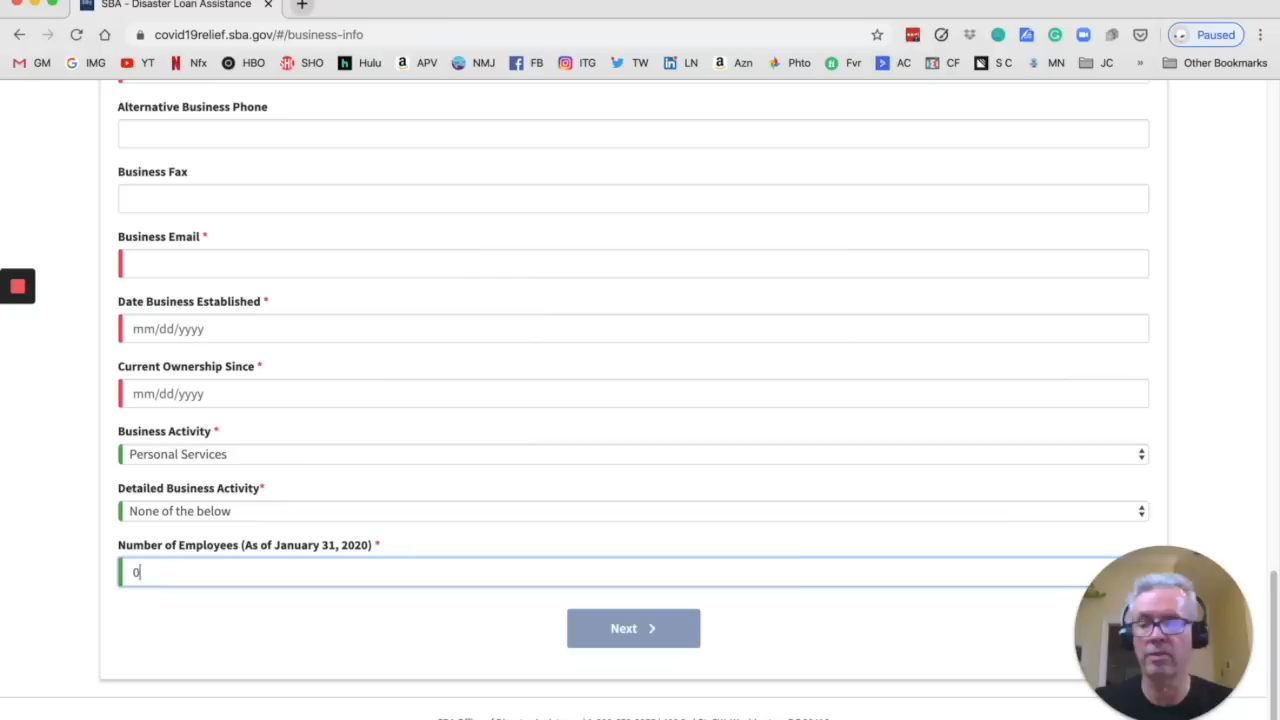 SBA - Disaster Loan Assistance
covid19relief.sba.gov/#/business-info
Paused
GM IMG YT Nfx HBO SHO Hulu APV NMJ FB ITG TW LN Azn Phto Fvr AC CF S C MN JC » Other Bookmarks
Alternative Business Phone
Business Fax
Business Email *
Date Business Established *
mm/dd/yyyy
Current Ownership Since *
mm/dd/yyyy
Business Activity *
Personal Services
Detailed Business Activity*
None of the below
Number of Employees (As of January 31, 2020) *
0
Next